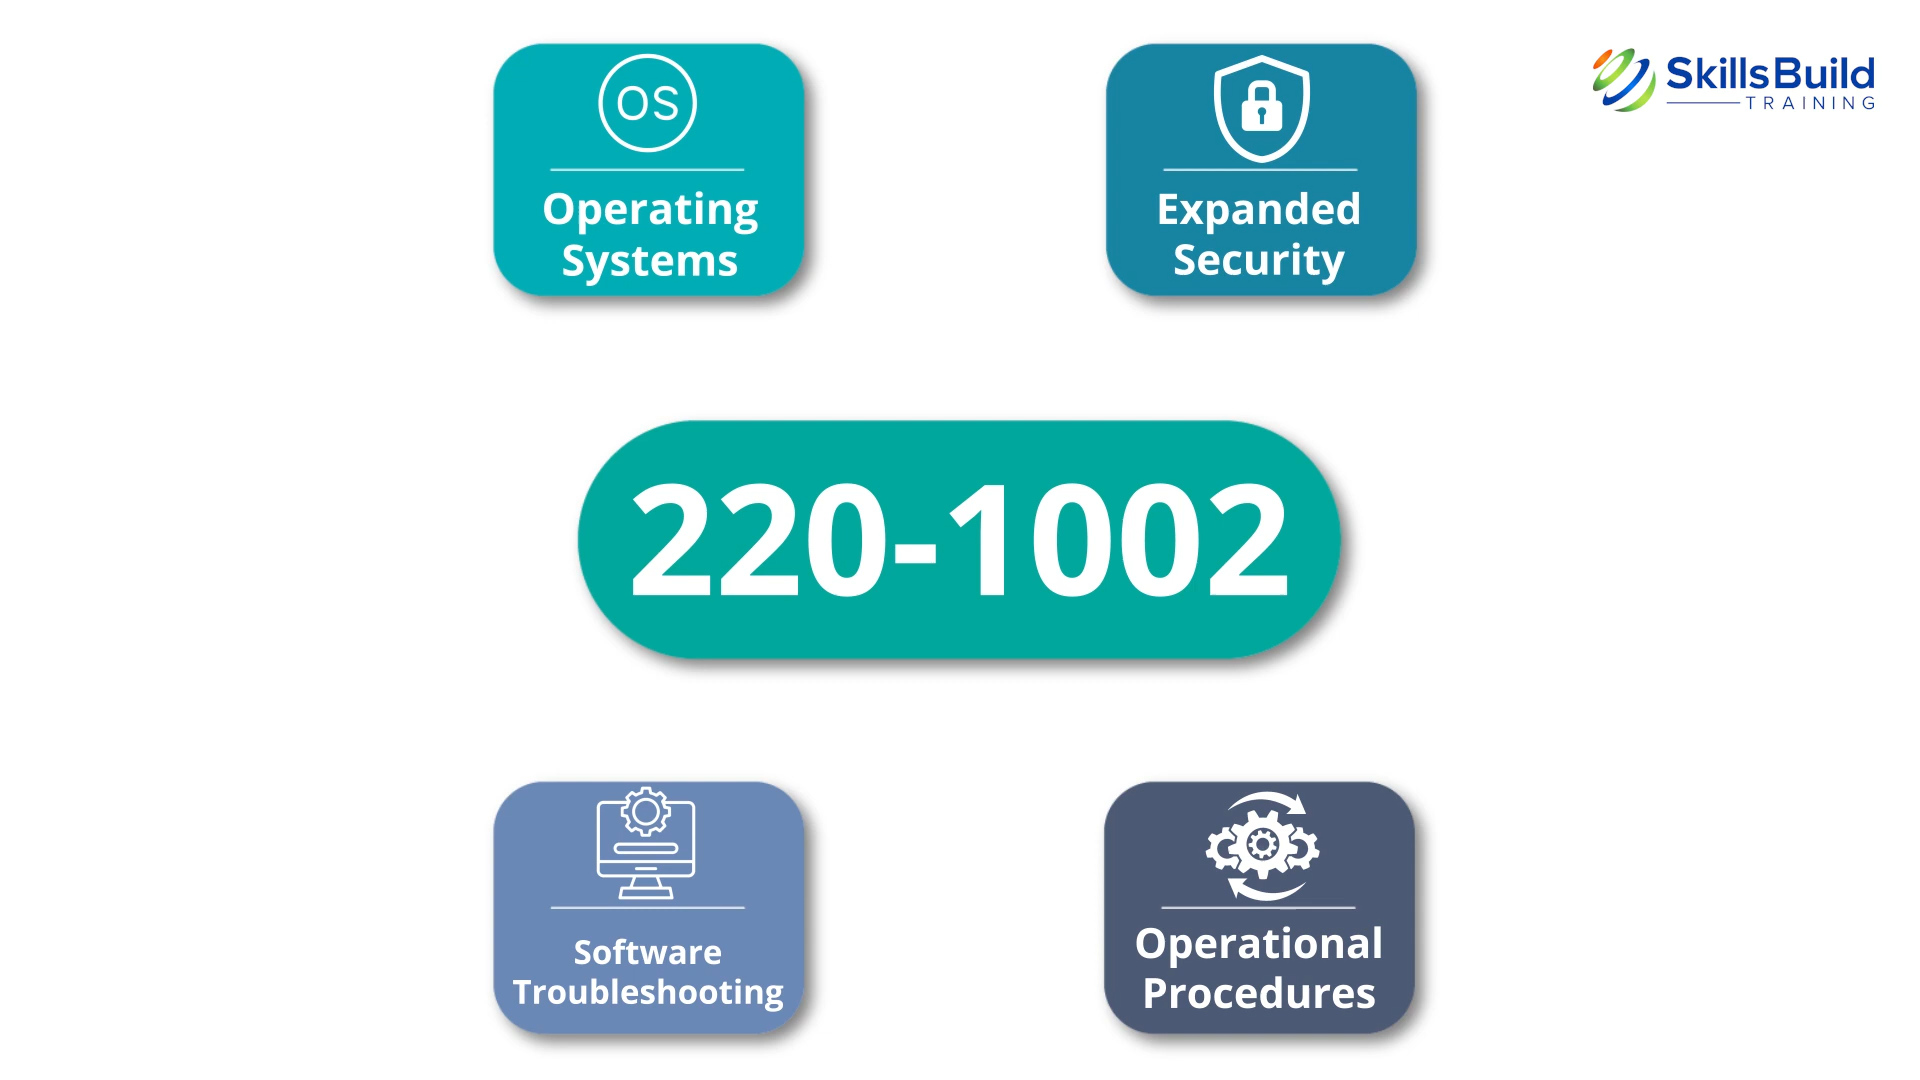 OS
Operating
Systems
Expanded
Security
SkillsBuild
TRAINING
220-1002
Software
Troubleshooting
Operational
Procedures